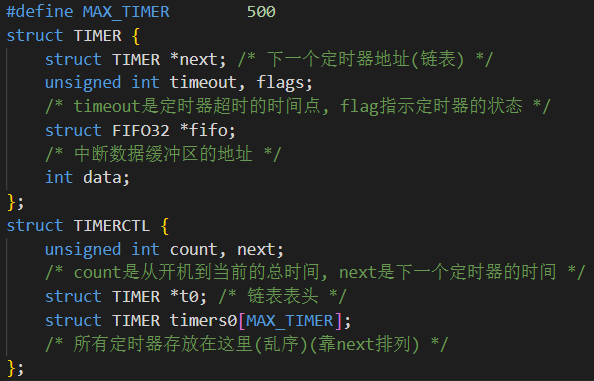 #define MAX_TIMER        500
struct TIMER {
    struct TIMER *next; /* 下一个定时器地址(链表) */
    unsigned int timeout, flags;
    /* timeout是定时器超时的时间点, flag指示定时器的状态 */
    struct FIFO32 *fifo;
    /* 中断数据缓冲区的地址 */
    int data;
};
struct TIMERCTL {
    unsigned int count, next;
    /* count是从开机到当前的总时间, next是下一个定时器的时间 */
    struct TIMER *t0; /* 链表表头 */
    struct TIMER timers0[MAX_TIMER];
    /* 所有定时器存放在这里(乱序)(靠next排列) */
};